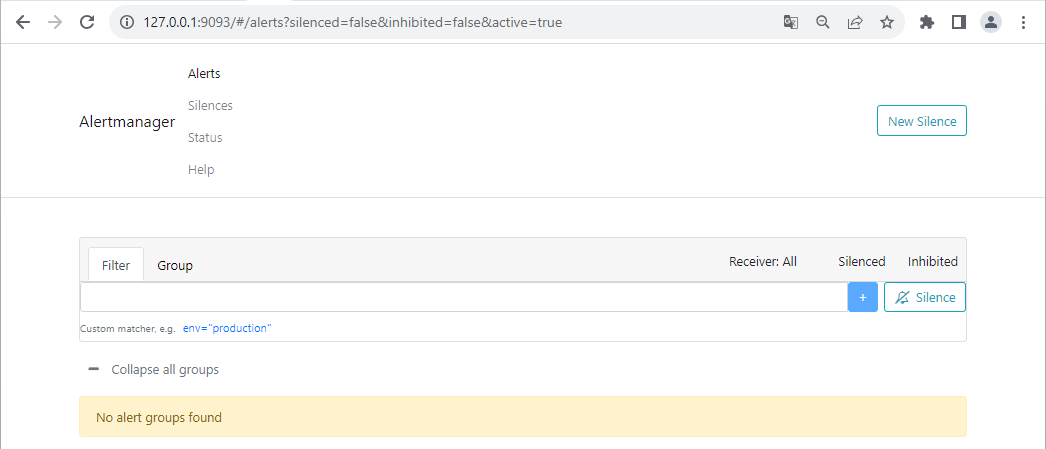 127.0.0.1:9093/#/alerts?silenced=false&inhibited=false&active=true
Alertmanager
Alerts
Silences
Status
Help
New Silence
Filter Group Receiver: All Silenced Inhibited
+ Silence
Custom matcher, e.g. env="production"
Collapse all groups
No alert groups found